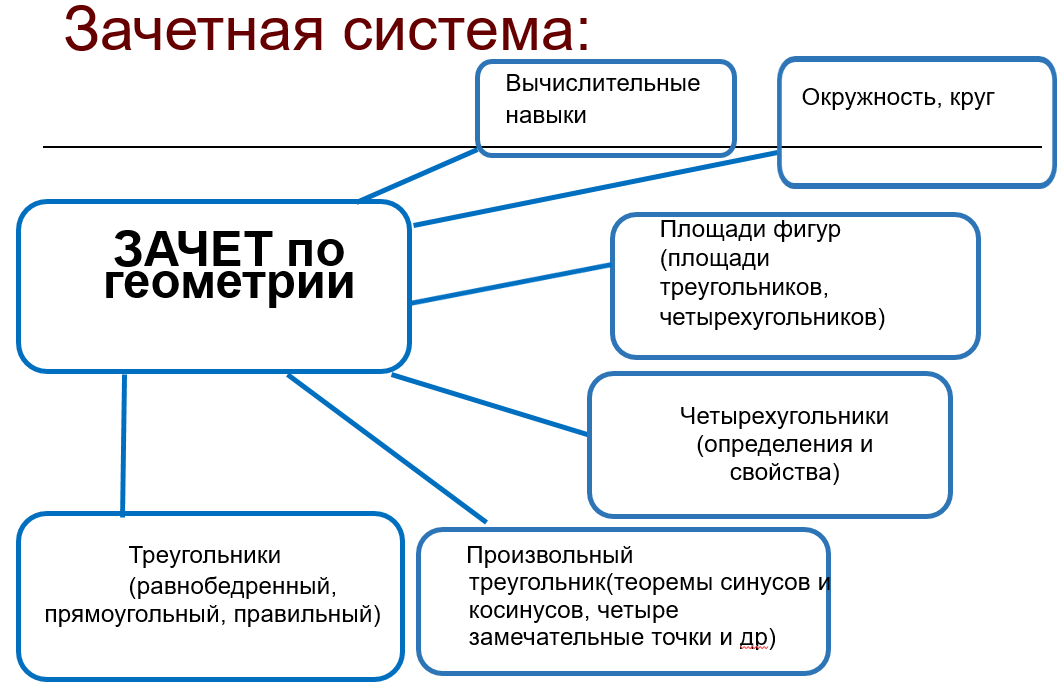 Зачетная система:
Вычислительные
навыки
Окружность, круг
ЗАЧЕТ по
геометрии
Площади фигур
(площади
треугольников,
четырехугольников)
Четырехугольники
(определения и
свойства)
Треугольники
(равнобедренный,
прямоугольный, правильный)
Произвольный
треугольник(теоремы синусов и
косинусов, четыре
замечательные точки и др)